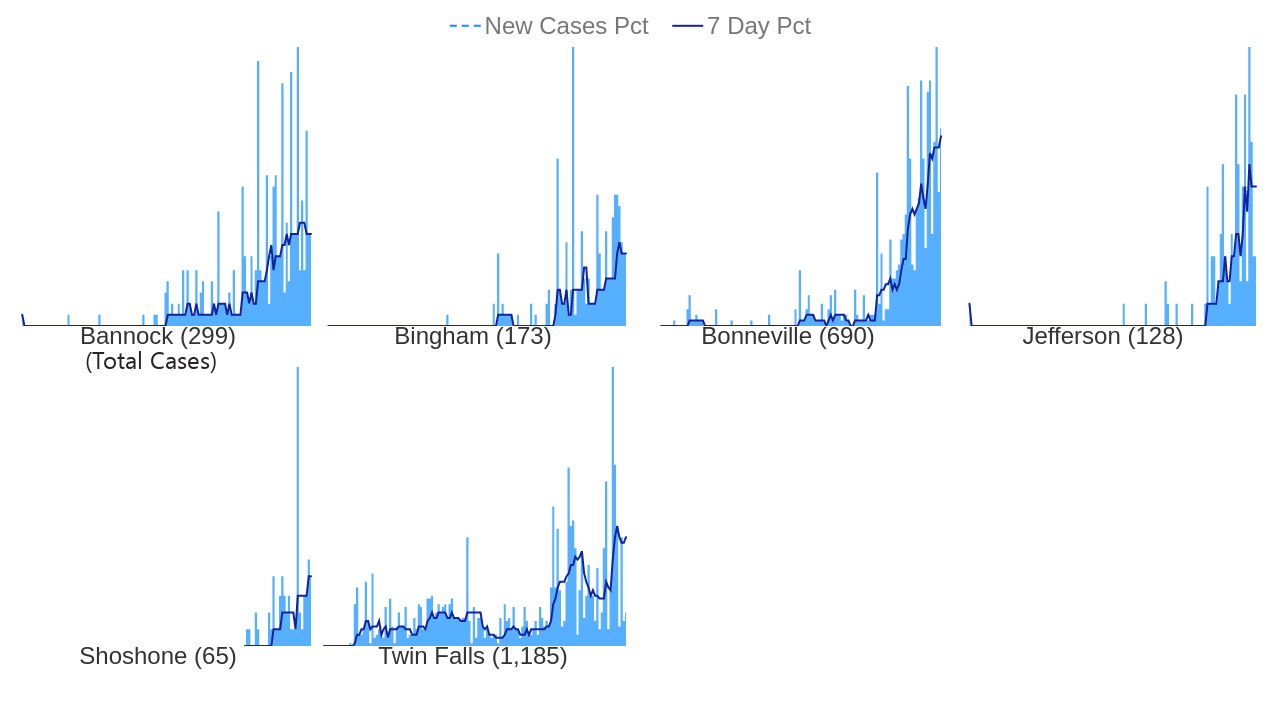 New Cases Pct 7 Day Pct
Bannock (299) Bingham (173) Bonneville (690) Jefferson (128)
(Total Cases)
Shoshone (65) Twin Falls (1,185)